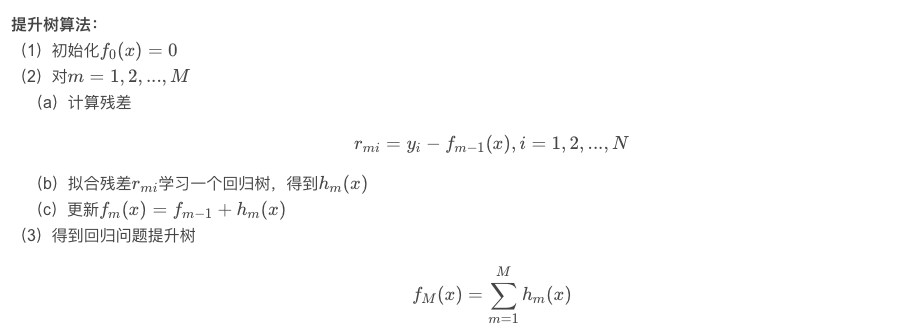 提升树算法：
（1）初始化$f_0(x) = 0$
（2）对$m = 1, 2, ..., M$
（a）计算残差
$r_{mi} = y_i - f_{m-1}(x), i = 1, 2, ..., N$
（b）拟合残差$r_{mi}$学习一个回归树，得到$h_m(x)$
（c）更新$f_m(x) = f_{m-1} + h_m(x)$
（3）得到回归问题提升树
$f_M(x) = \sum_{m=1}^{M} h_m(x)$